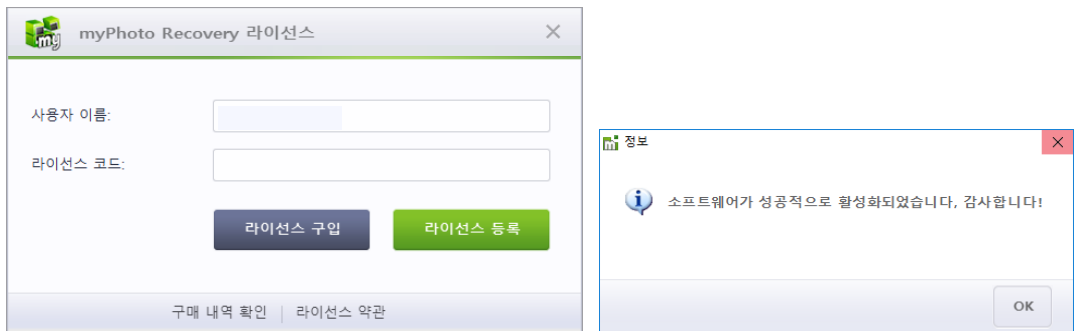 my
myPhoto Recovery 라이선스
사용자 이름:
라이선스 코드:
라이선스 구입
라이선스 등록
구매 내역 확인 | 라이선스 약관
정보
소프트웨어가 성공적으로 활성화되었습니다, 감사합니다!
OK